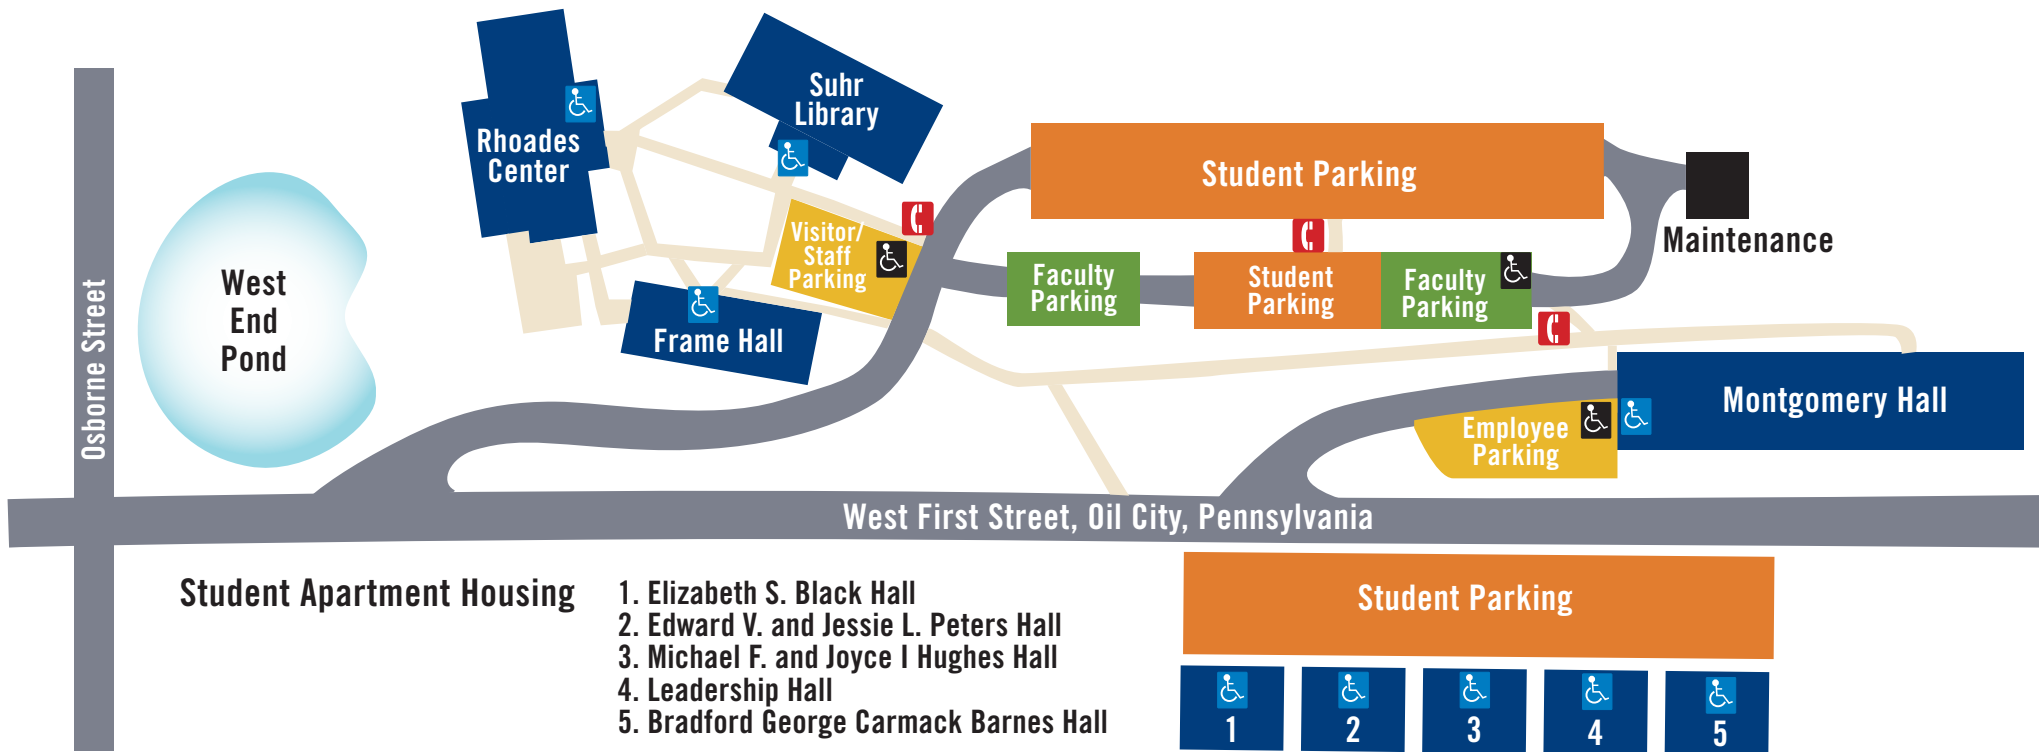 Suhr
Library
Rhoades
Center
Student Parking
Visitor/
Staff
Parking
Maintenance
West
End
Pond
Faculty
Parking
Student
Parking
Faculty
Parking
Osborne Street
Frame Hall
Montgomery Hall
Employee
Parking
West First Street, Oil City, Pennsylvania
Student Apartment Housing
1. Elizabeth S. Black Hall
2. Edward V. and Jessie L. Peters Hall
3. Michael F. and Joyce I Hughes Hall
4. Leadership Hall
5. Bradford George Carmack Barnes Hall
Student Parking
1
2
3
4
5